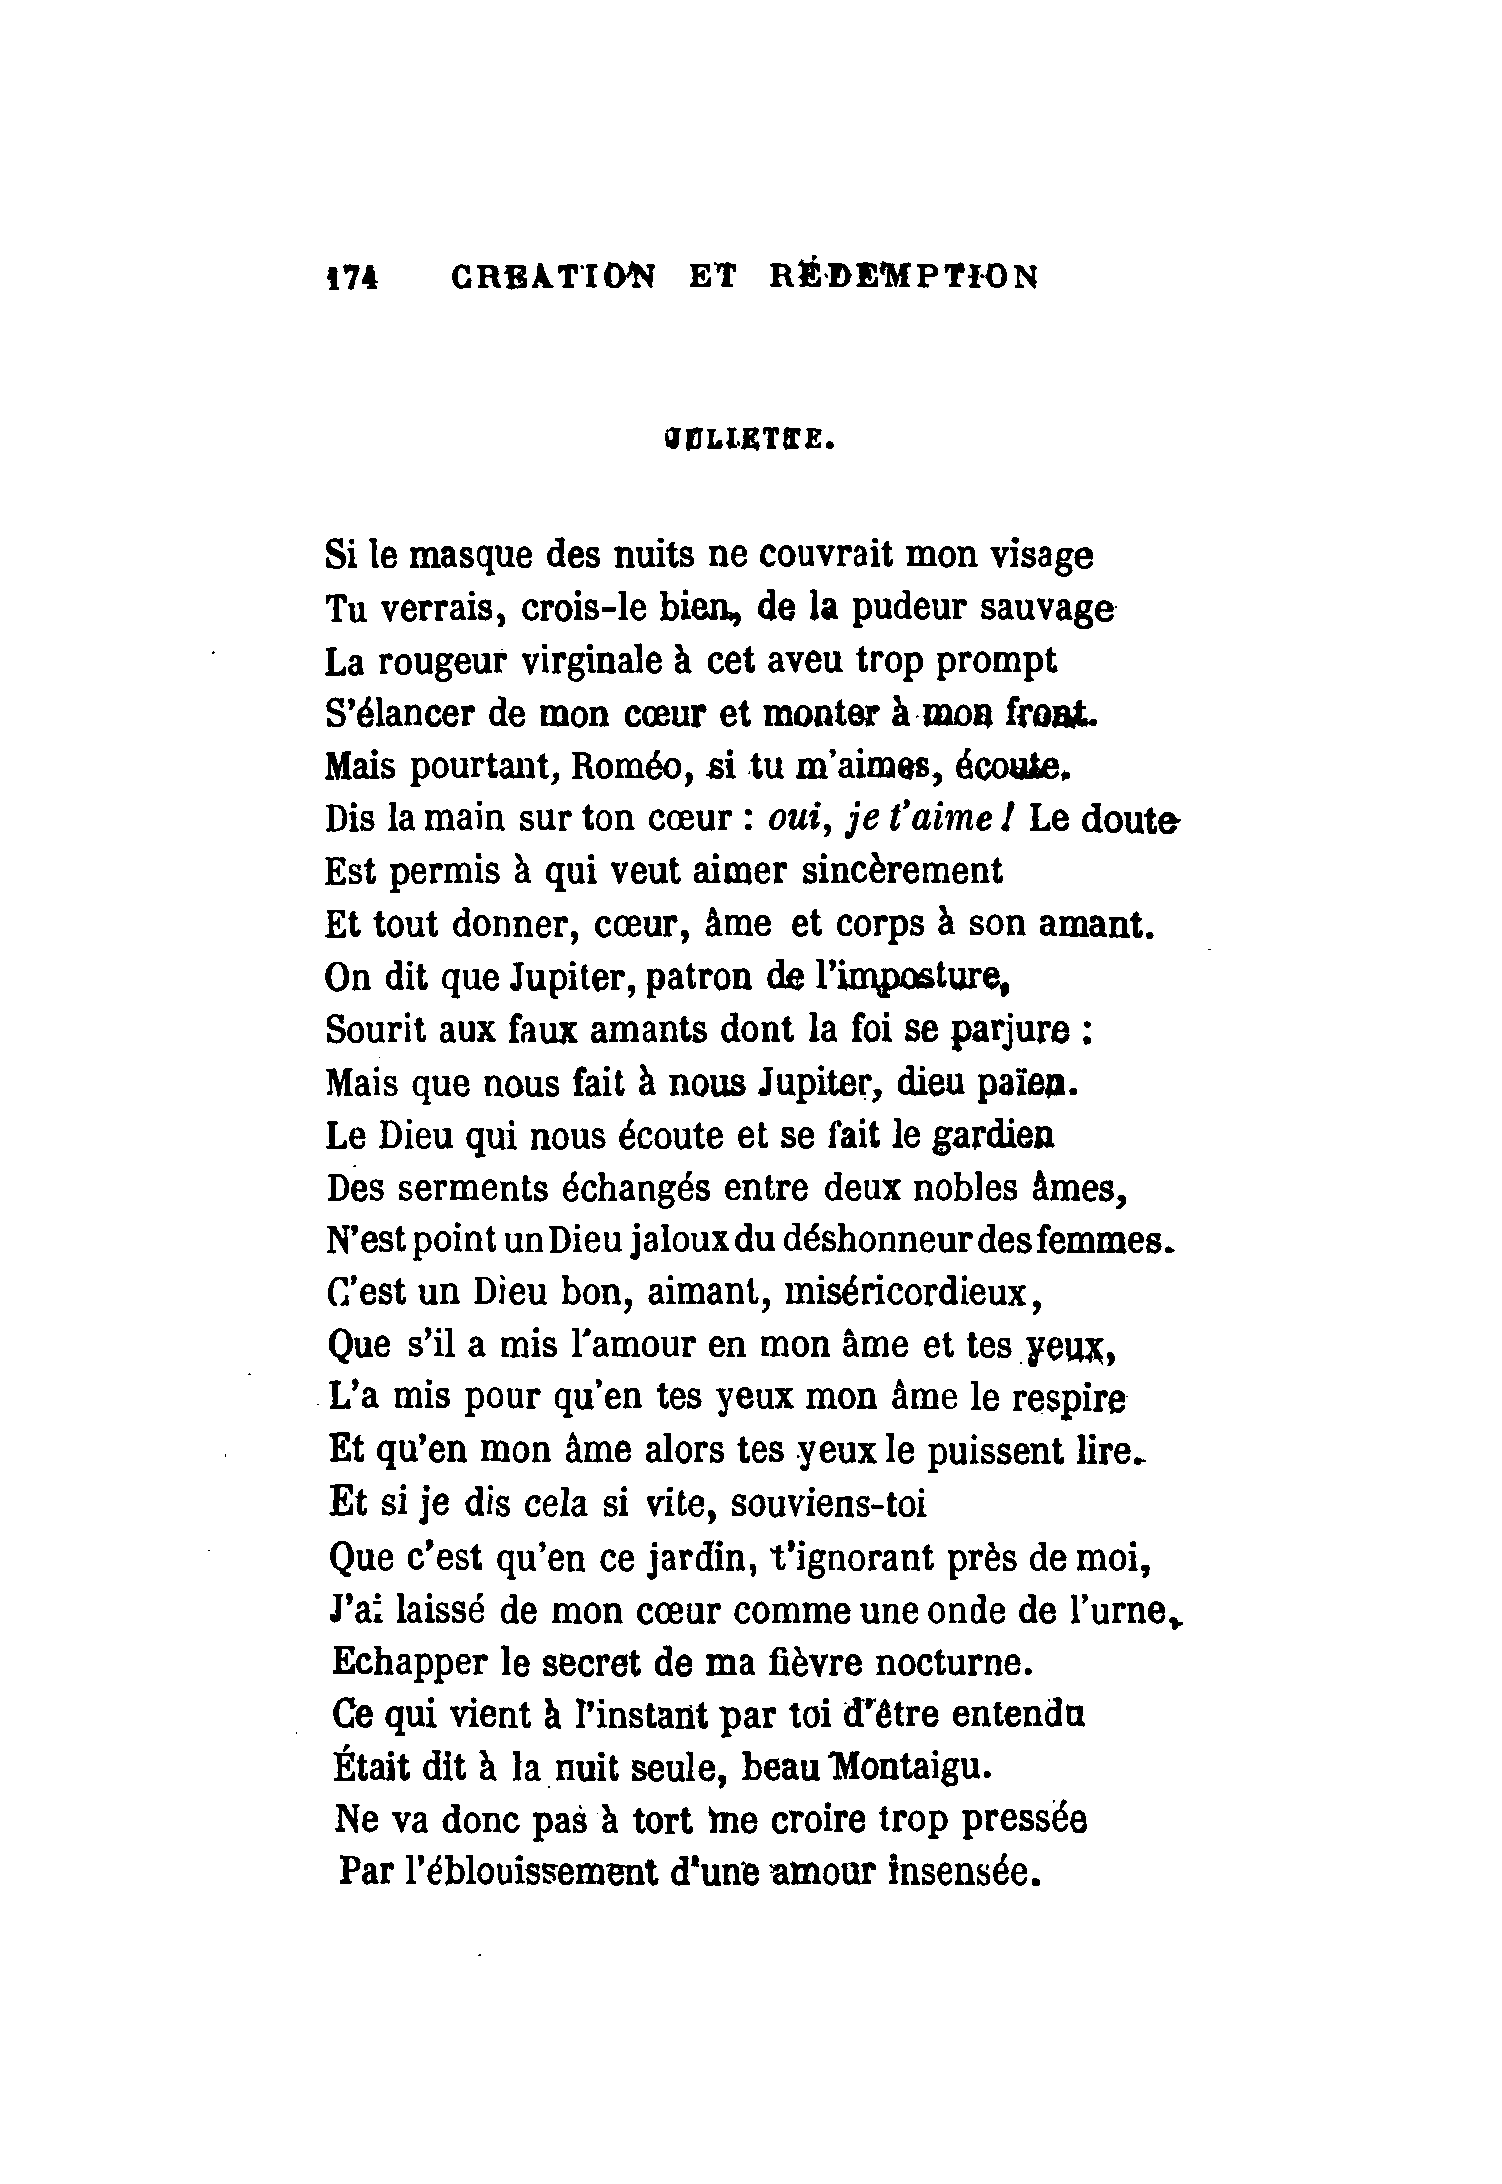 174 CREATION ET RÉDEMPTION
JULIETTE.
Si le masque des nuits ne couvrait mon visage
Tu verrais, crois-le bien, de la pudeur sauvage
La rougeur virginale à cet aveu trop prompt
S'élancer de mon cœur et monter à mon front.
Mais pourtant, Roméo, si tu m'aimes, écoute.
Dis la main sur ton cœur : oui, je t'aime ! Le doute
Est permis à qui veut aimer sincèrement
Et tout donner, cœur, âme et corps à son amant.
On dit que Jupiter, patron de l'imposture,
Sourit aux faux amants dont la foi se parjure :
Mais que nous fait à nous Jupiter, dieu païen.
Le Dieu qui nous écoute et se fait le gardien
Des serments échangés entre deux nobles âmes,
N'est point un Dieu jaloux du déshonneur des femmes.
C'est un Dieu bon, aimant, miséricordieux,
Que s'il a mis l'amour en mon âme et tes yeux,
L'a mis pour qu'en tes yeux mon âme le respire
Et qu'en mon âme alors tes yeux le puissent lire.
Et si je dis cela si vite, souviens-toi
Que c'est qu'en ce jardin, t'ignorant près de moi,
J'ai laissé de mon cœur comme une onde de l'urne,
Echapper le secret de ma fièvre nocturne.
Ce qui vient à l'instant par toi d'être entendu
Était dit à la nuit seule, beau Montaigu.
Ne va donc pas à tort me croire trop pressée
Par l'éblouissement d'une amour insensée.